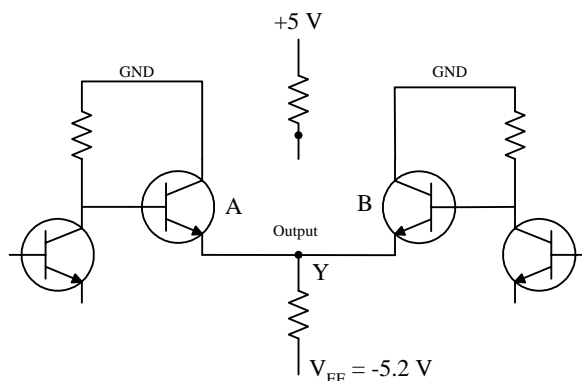 +5 V
GND
GND
A
B
Output
Y
V_EE = -5.2 V